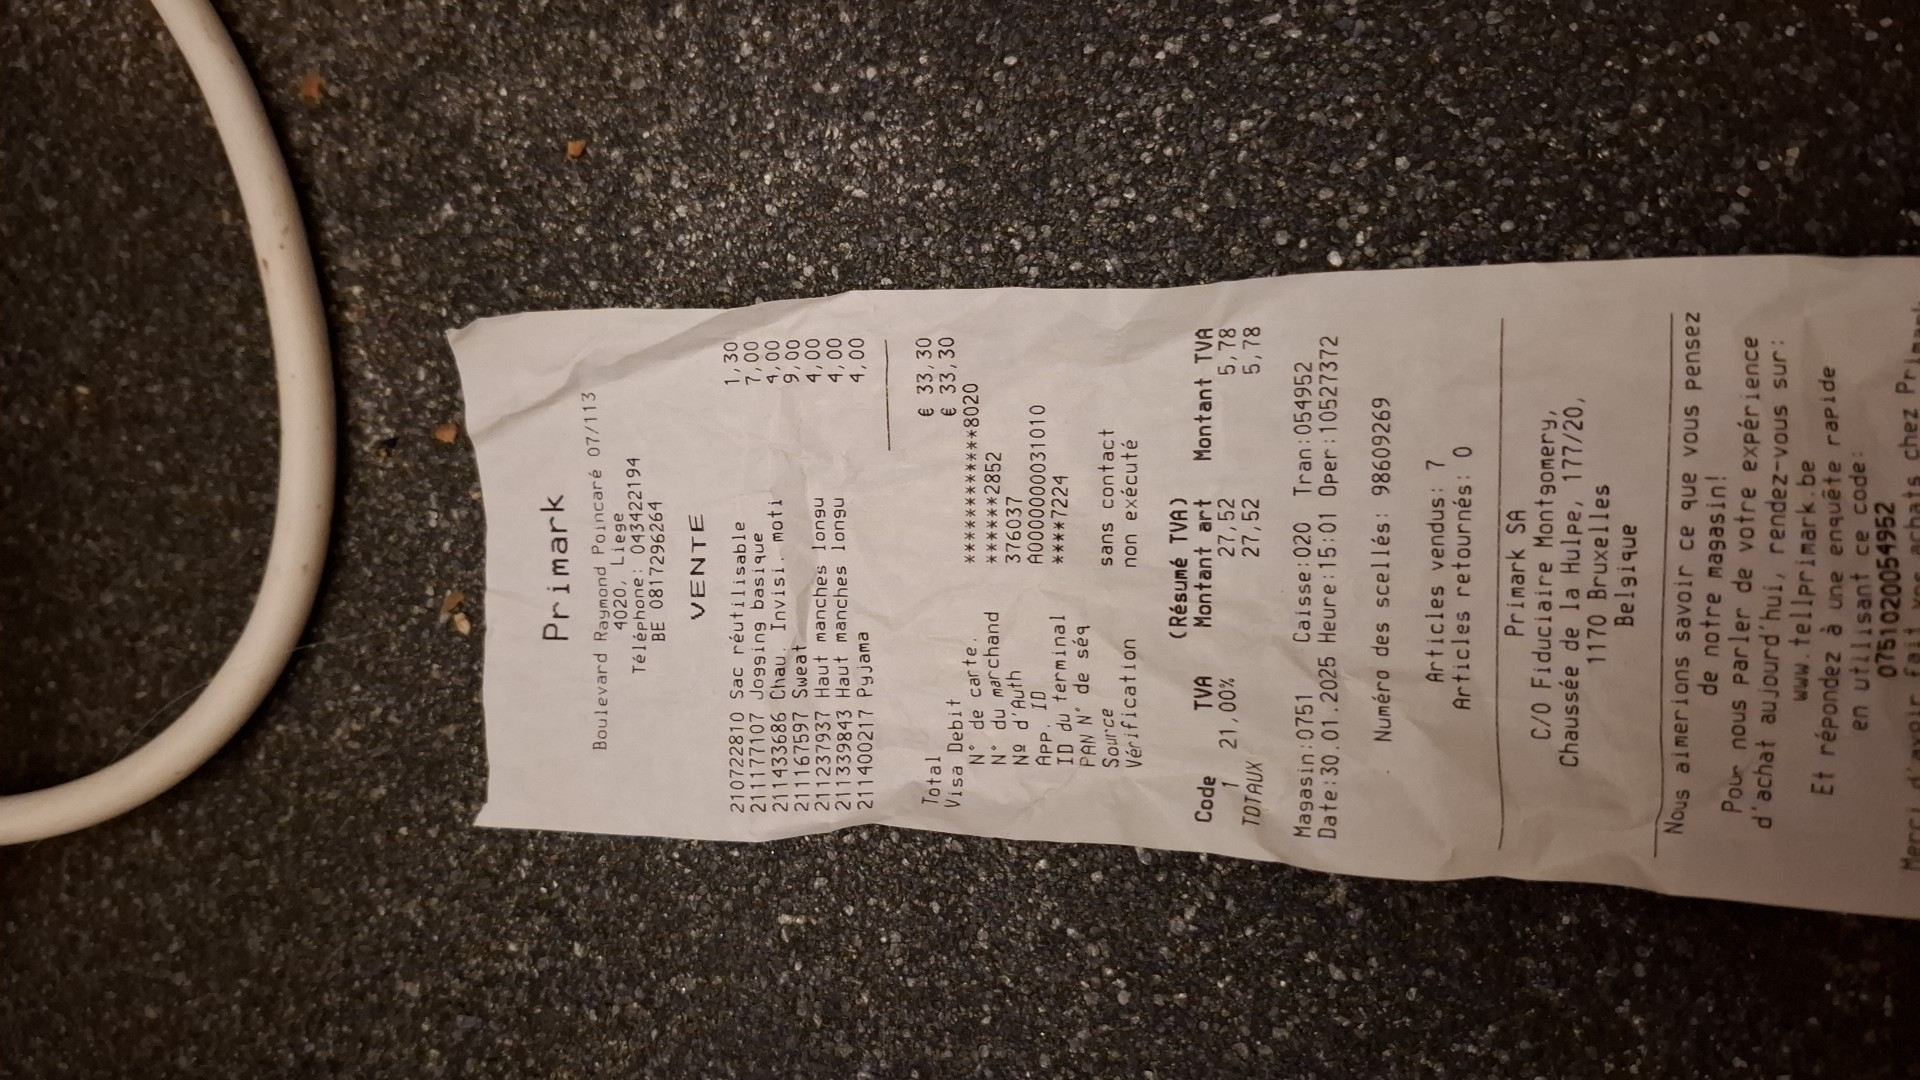 Primark
Boulevard Raymond Poincaré 07/113
4020, Liege
Téléphone: 043422194
BE 0817296264
VENTE
210722810 Sac réutilisable 1,30
211177107 Jogging basique 7,00
211433686 Chau. Invisi. moti 4,00
211167597 Sweat 9,00
211237937 Haut manches longu 4,00
211339843 Haut manches longu 4,00
211400217 Pyjama 4,00
Total € 33,30
Visa Debit € 33,30
N° de carte. ************8020
N° du marchand ******2852
Nº d'Auth 376037
APP. ID A0000000031010
ID du terminal ****7224
PAN N° de séq
Source sans contact
Vérification non exécuté
(Résumé TVA)
Code TVA Montant art Montant TVA
1 21,00% 27,52 5,78
TOTAUX 27,52 5,78
Magasin:0751 Caisse:020 Tran:054952
Date:30.01.2025 Heure:15:01 Oper:10527372
Numéro des scellés: 98609269
Articles vendus: 7
Articles retournés: 0
Primark SA
C/O Fiduciaire Montgomery,
Chaussée de la Hulpe, 177/20,
1170 Bruxelles
Belgique
Nous aimerions savoir ce que vous pensez
de notre magasin!
Pour nous parler de votre expérience
d'achat aujourd'hui, rendez-vous sur:
www.tellprimark.be
Et répondez à une enquête rapide
en utilisant ce code:
075102005495​2
Merci d'avoir fait vos achats chez Primark